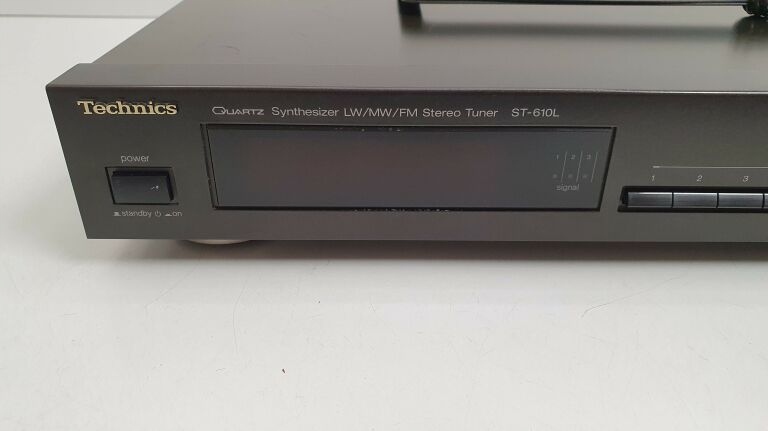 Technics
QUARTZ Synthesizer LW/MW/FM Stereo Tuner ST-610L
power
standby on
1 2 3
signal
1 2 3